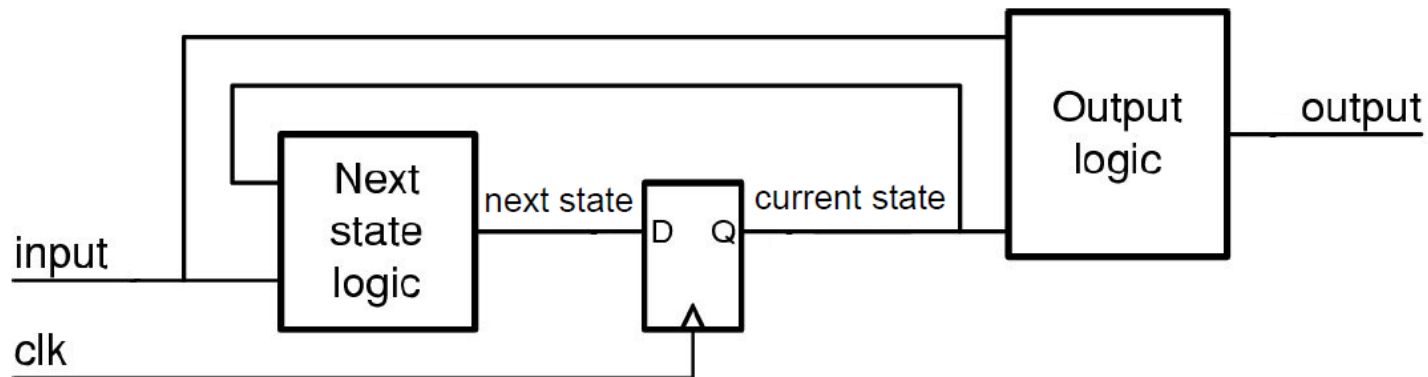 Output
logic
output
Next
state
logic
next state
D
Q
current state
input
clk